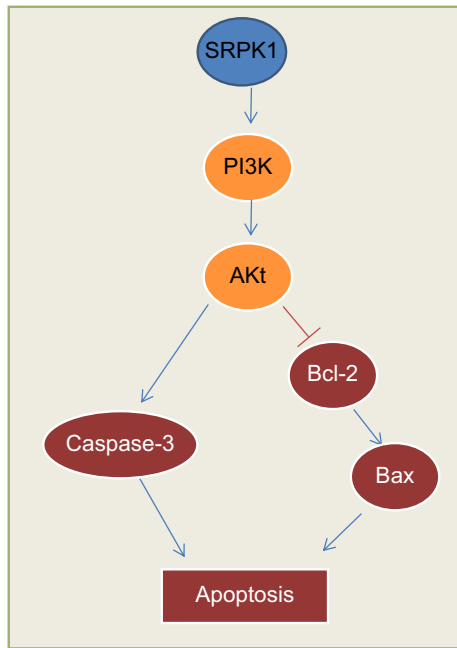 SRPK1
PI3K
AKt
Bcl-2
Caspase-3
Bax
Apoptosis